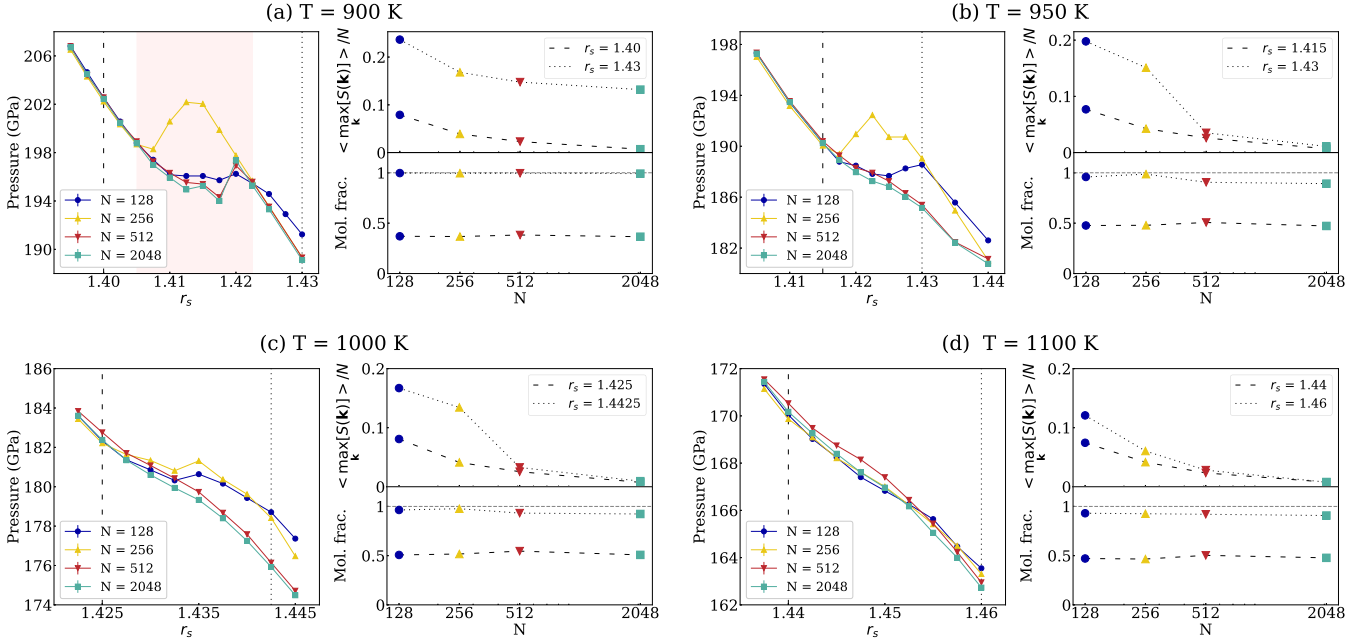 (a) T = 900 K
206
202
198
194
190
Pressure (GPa)
N = 128
N = 256
N = 512
N = 2048
1.40
1.41
1.42
1.43
r_s
< max_k [S(k)] > /N
0.2
0.1
0
r_s = 1.40
r_s = 1.43
Mol. frac.
1
0.5
0
128
256
512
2048
N
(b) T = 950 K
198
194
190
186
182
Pressure (GPa)
N = 128
N = 256
N = 512
N = 2048
1.41
1.42
1.43
1.44
r_s
< max_k [S(k)] > /N
0.2
0.1
0
r_s = 1.415
r_s = 1.43
Mol. frac.
1
0.5
0
128
256
512
2048
N
(c) T = 1000 K
186
184
182
180
178
176
174
Pressure (GPa)
N = 128
N = 256
N = 512
N = 2048
1.425
1.435
1.445
r_s
< max_k [S(k)] > /N
0.2
0.1
0
r_s = 1.425
r_s = 1.4425
Mol. frac.
1
0.5
0
128
256
512
2048
N
(d) T = 1100 K
172
170
168
166
164
162
Pressure (GPa)
N = 128
N = 256
N = 512
N = 2048
1.44
1.45
1.46
r_s
< max_k [S(k)] > /N
0.2
0.1
0
r_s = 1.44
r_s = 1.46
Mol. frac.
1
0.5
0
128
256
512
2048
N